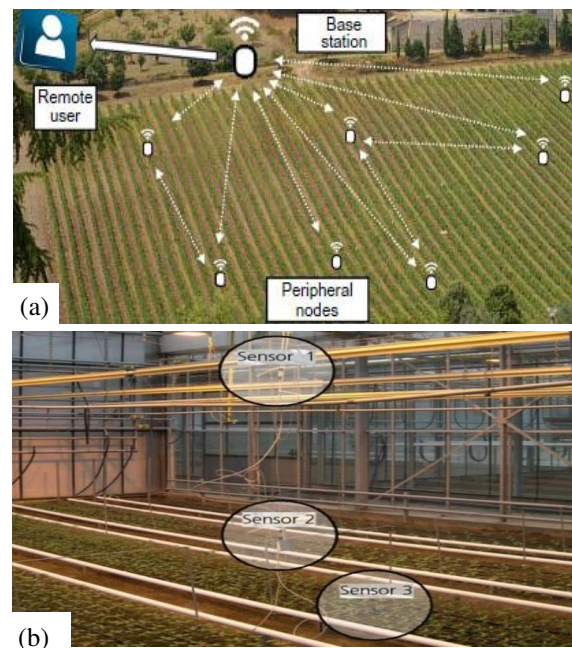 Base
station
Remote
user
Peripheral
nodes
(a)
Sensor 1
Sensor 2
Sensor 3
(b)